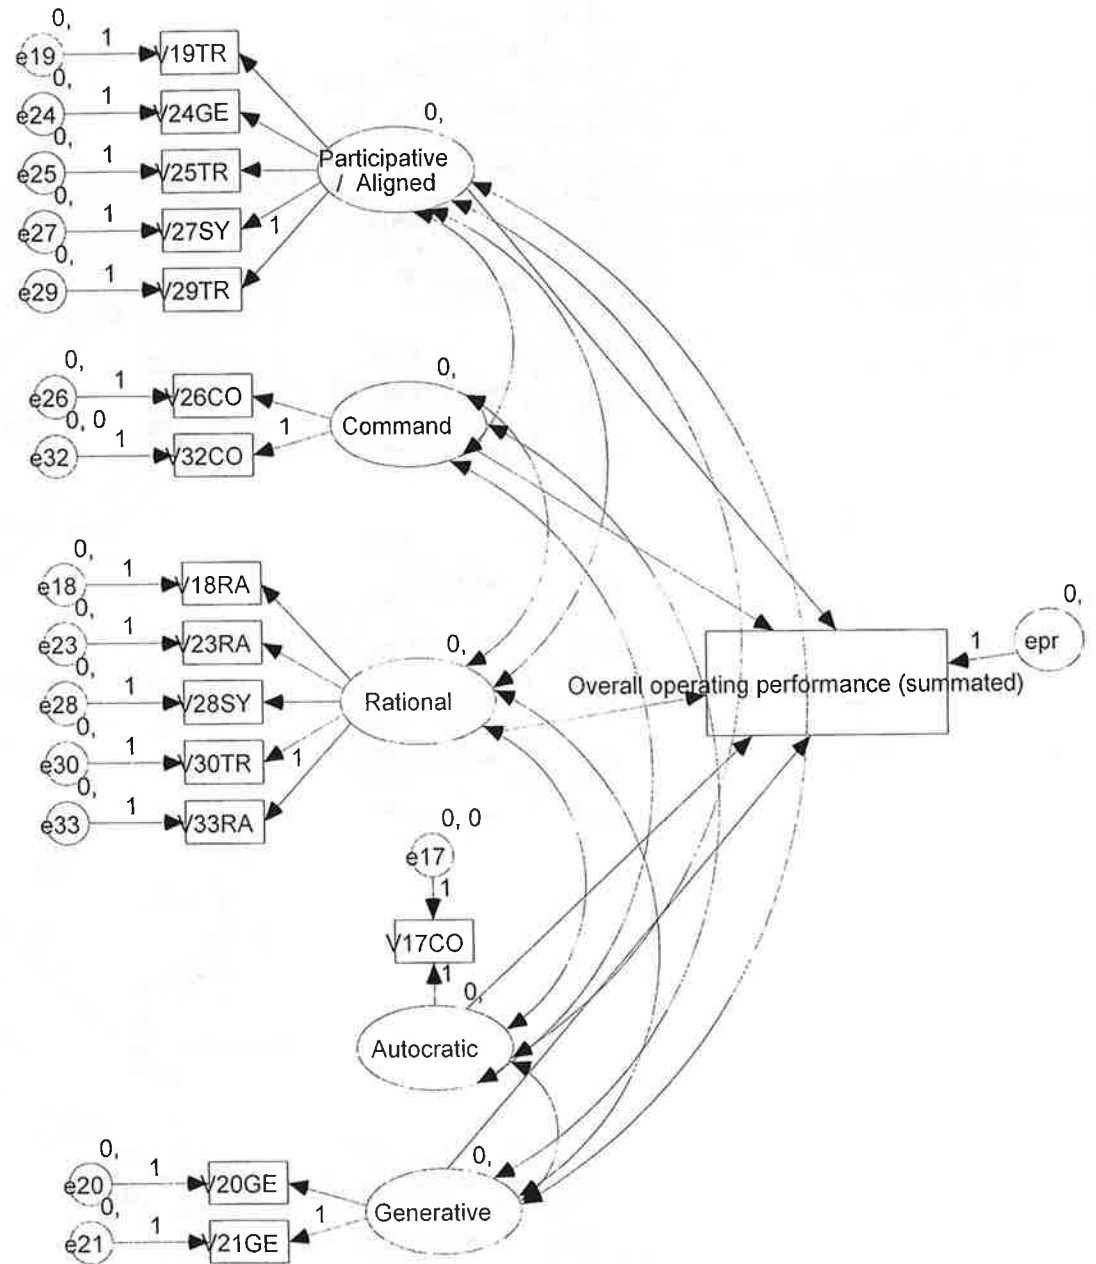 0,
e19 1 V19TR
0,
e24 1 V24GE
0,
e25 1 V25TR
0,
e27 1 V27SY
0,
e29 1 V29TR
0,
Participative
/ Aligned
1
0,
e26 1 V26CO
0, 0
e32 1 V32CO
0,
Command
1
0,
e18 1 V18RA
0,
e23 1 V23RA
0,
e28 1 V28SY
0,
e30 1 V30TR
0,
e33 1 V33RA
0,
Rational
1
0,
epr
1
Overall operating performance (summated)
0, 0
e17
1
V17CO
1
0,
Autocratic
0,
e20 1 V20GE
0,
e21 1 V21GE
0,
Generative
1